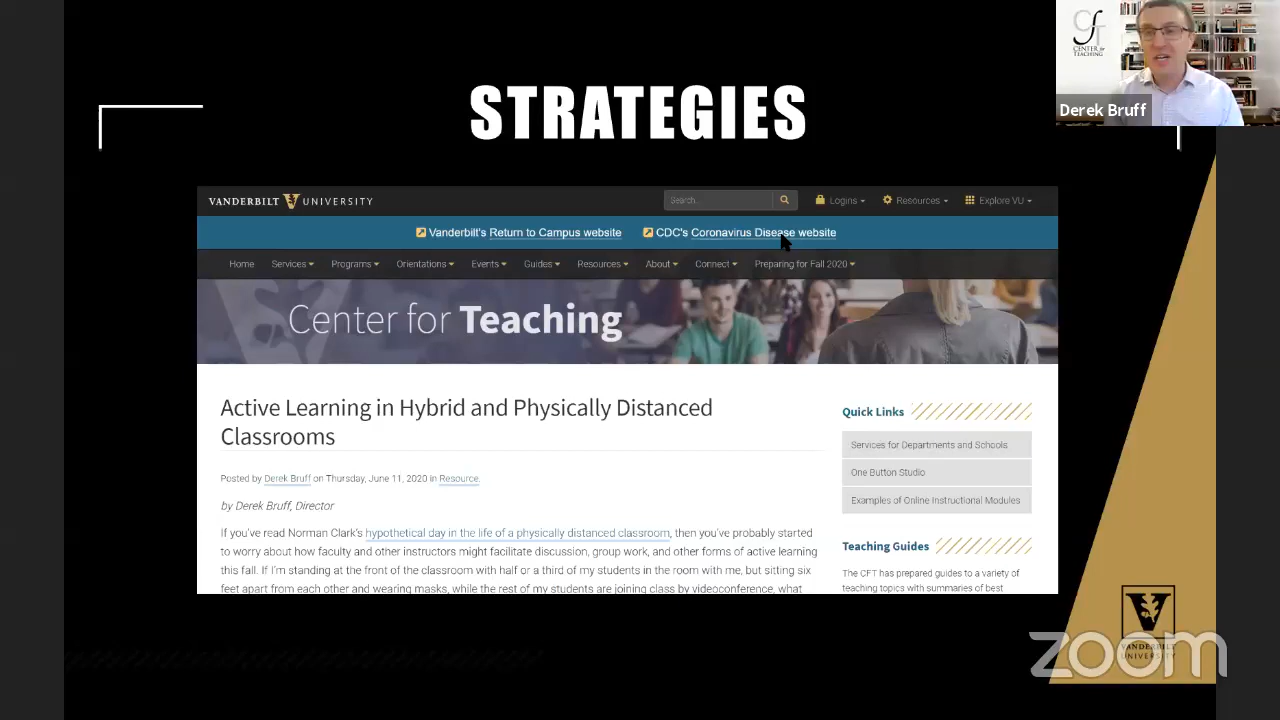 STRATEGIES
Cft
CENTER for
TEACHING
Derek Bruff
VANDERBILT V UNIVERSITY
Search...
Logins
Resources
Explore VU
Vanderbilt's Return to Campus website
CDC's Coronavirus Disease website
Home Services Programs Orientations Events Guides Resources About Connect Preparing for Fall 2020
Center for Teaching
Active Learning in Hybrid and Physically Distanced
Classrooms
Posted by Derek Bruff on Thursday, June 11, 2020 in Resource.
by Derek Bruff, Director
If you've read Norman Clark's hypothetical day in the life of a physically distanced classroom, then you've probably started
to worry about how faculty and other instructors might facilitate discussion, group work, and other forms of active learning
this fall. If I'm standing at the front of the classroom with half or a third of my students in the room with me, but sitting six
feet apart from each other and wearing masks, while the rest of my students are joining class by videoconference, what
Quick Links
Services for Departments and Schools
One Button Studio
Examples of Online Instructional Modules
Teaching Guides
The CFT has prepared guides to a variety of
teaching topics with summaries of best
V
VANDERBILT
UNIVERSITY
zoom